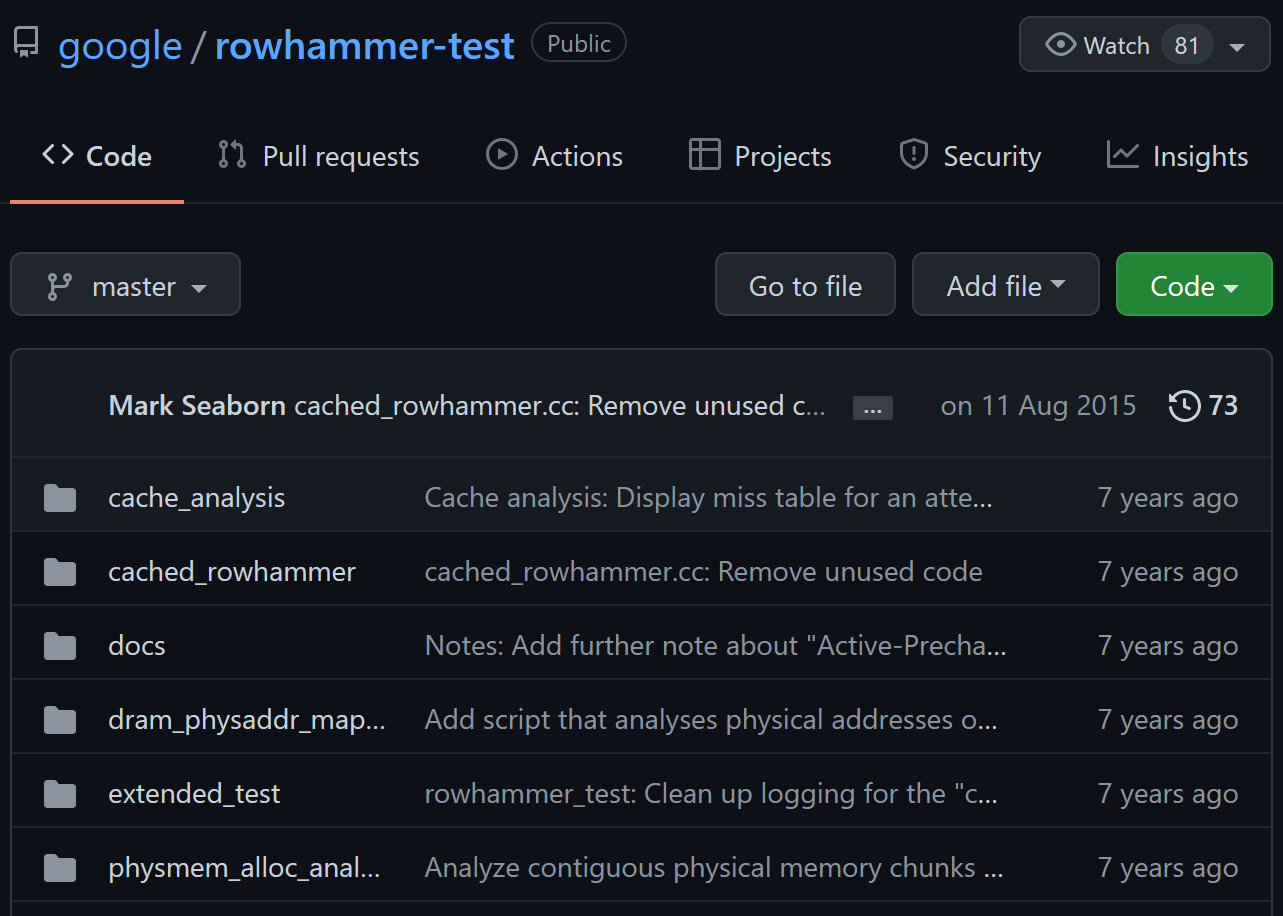 google / rowhammer-test Public Watch 81
Code Pull requests Actions Projects Security Insights
master Go to file Add file Code
Mark Seaborn cached_rowhammer.cc: Remove unused c... ... on 11 Aug 2015 73
cache_analysis Cache analysis: Display miss table for an atte... 7 years ago
cached_rowhammer cached_rowhammer.cc: Remove unused code 7 years ago
docs Notes: Add further note about "Active-Precha... 7 years ago
dram_physaddr_map... Add script that analyses physical addresses o... 7 years ago
extended_test rowhammer_test: Clean up logging for the "c... 7 years ago
physmem_alloc_anal... Analyze contiguous physical memory chunks ... 7 years ago